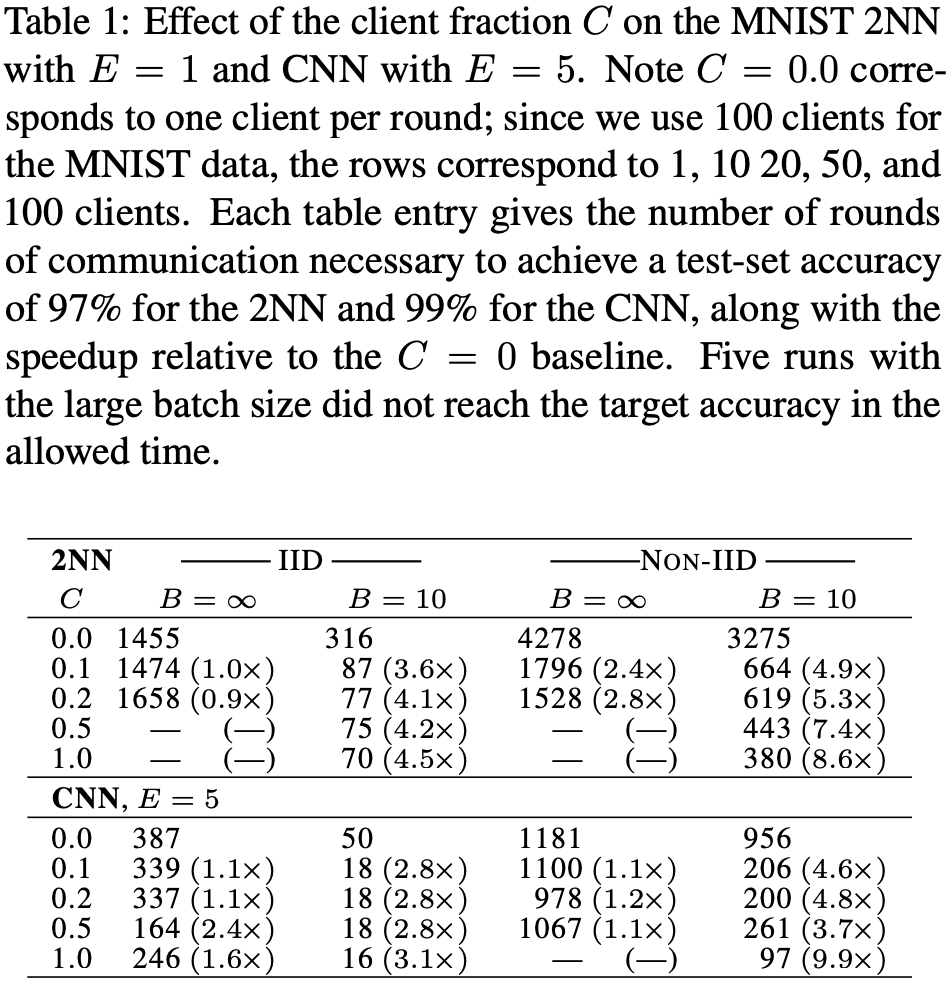 Table 1: Effect of the client fraction C on the MNIST 2NN
with E = 1 and CNN with E = 5. Note C = 0.0 corre-
sponds to one client per round; since we use 100 clients for
the MNIST data, the rows correspond to 1, 10 20, 50, and
100 clients. Each table entry gives the number of rounds
of communication necessary to achieve a test-set accuracy
of 97% for the 2NN and 99% for the CNN, along with the
speedup relative to the C = 0 baseline. Five runs with
the large batch size did not reach the target accuracy in the
allowed time.
2NN IID NON-IID
C B = ∞ B = 10 B = ∞ B = 10
0.0 1455 316 4278 3275
0.1 1474 (1.0×) 87 (3.6×) 1796 (2.4×) 664 (4.9×)
0.2 1658 (0.9×) 77 (4.1×) 1528 (2.8×) 619 (5.3×)
0.5 — (—) 75 (4.2×) — (—) 443 (7.4×)
1.0 — (—) 70 (4.5×) — (—) 380 (8.6×)
CNN, E = 5
0.0 387 50 1181 956
0.1 339 (1.1×) 18 (2.8×) 1100 (1.1×) 206 (4.6×)
0.2 337 (1.1×) 18 (2.8×) 978 (1.2×) 200 (4.8×)
0.5 164 (2.4×) 18 (2.8×) 1067 (1.1×) 261 (3.7×)
1.0 246 (1.6×) 16 (3.1×) — (—) 97 (9.9×)